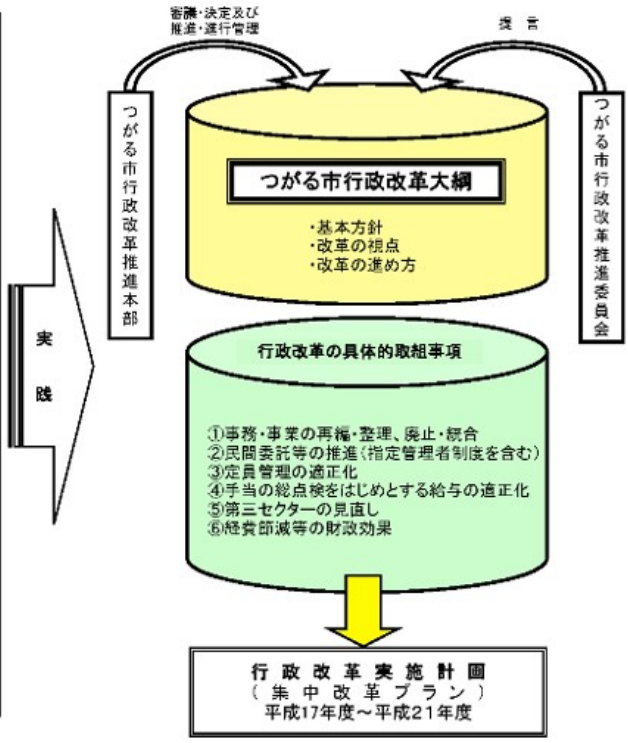 審議・決定及び
推進・進行管理
提言
つがる市行政改革推進本部
つがる市行政改革推進委員会
つがる市行政改革大綱
・基本方針
・改革の視点
・改革の進め方
実践
行政改革の具体的取組事項
①事務・事業の再編・整理、廃止・統合
②民間委託等の推進(指定管理者制度を含む)
③定員管理の適正化
④手当の総点検をはじめとする給与の適正化
⑤第三セクターの見直し
⑥経費節減等の財政効果
行政改革実施計画
(集中改革プラン)
平成17年度～平成21年度